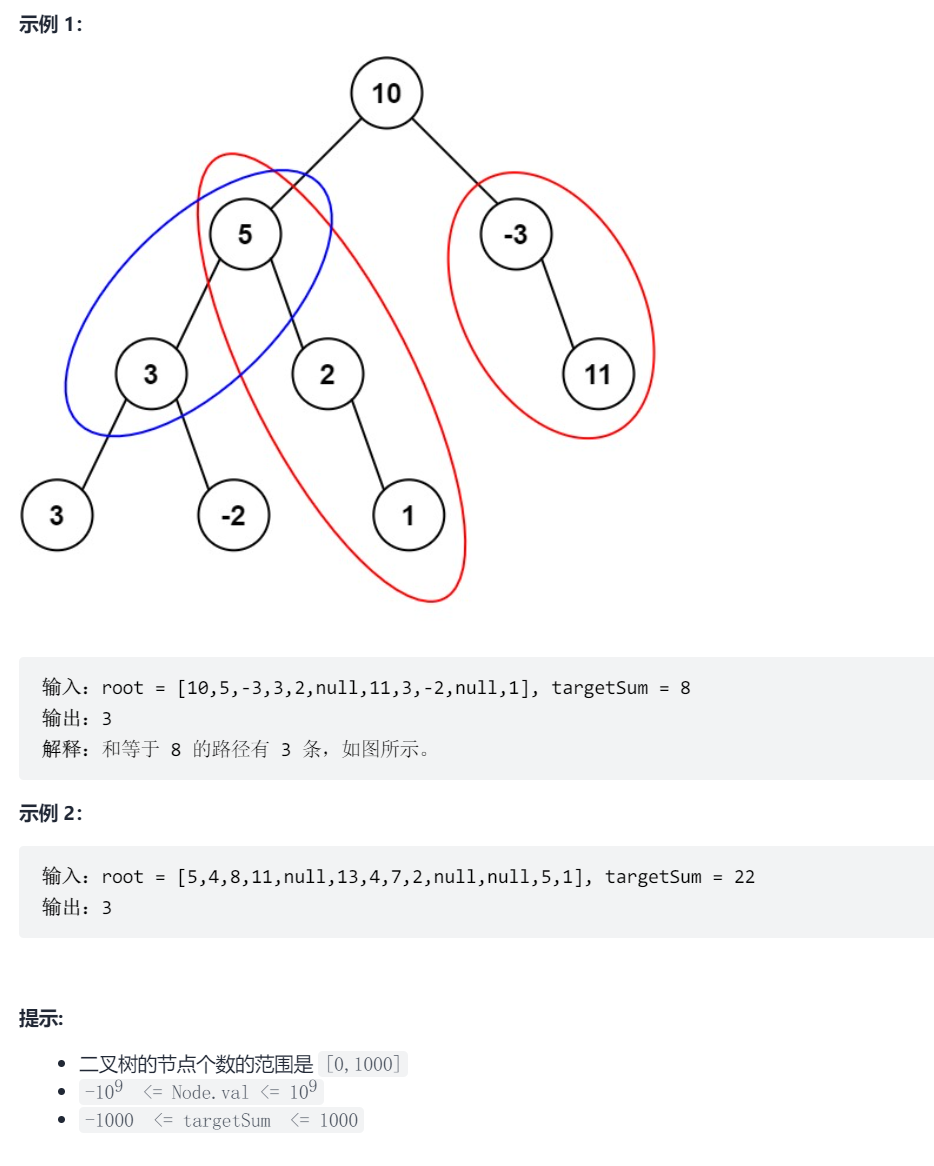 示例 1：
10
5
-3
3
2
11
3
-2
1
输入：root = [10,5,-3,3,2,null,11,3,-2,null,1], targetSum = 8
输出：3
解释：和等于 8 的路径有 3 条，如图所示。
示例 2：
输入：root = [5,4,8,11,null,13,4,7,2,null,null,5,1], targetSum = 22
输出：3
提示:
• 二叉树的节点个数的范围是 [0,1000]
• -10⁹ <= Node.val <= 10⁹
• -1000 <= targetSum <= 1000